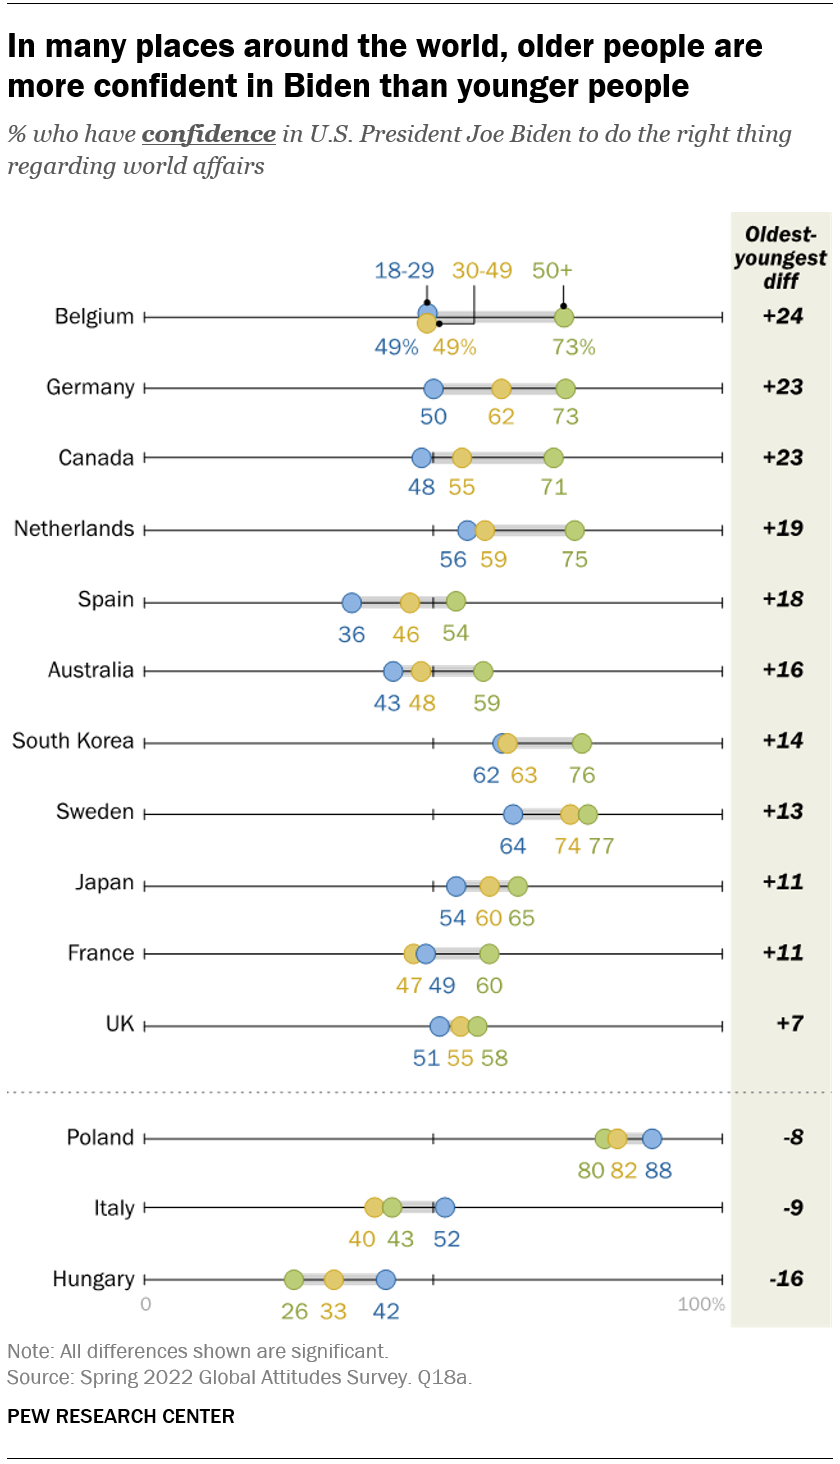 In many places around the world, older people are
more confident in Biden than younger people
% who have confidence in U.S. President Joe Biden to do the right thing
regarding world affairs
Oldest-
youngest
diff
18-29 30-49 50+
Belgium +24
49% 49% 73%
Germany +23
50 62 73
Canada +23
48 55 71
Netherlands +19
56 59 75
Spain +18
36 46 54
Australia +16
43 48 59
South Korea +14
62 63 76
Sweden +13
64 74 77
Japan +11
54 60 65
France +11
47 49 60
UK +7
51 55 58
Poland -8
80 82 88
Italy -9
40 43 52
Hungary -16
0 100%
26 33 42
Note: All differences shown are significant.
Source: Spring 2022 Global Attitudes Survey. Q18a.
PEW RESEARCH CENTER